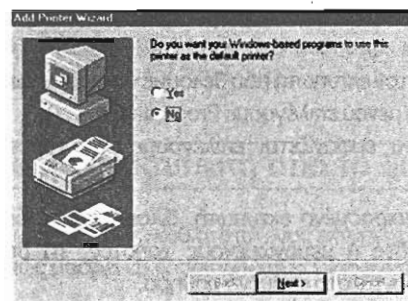 Add Printer Wizard
Do you want your Windows-based programs to use this
printer as the default printer?
Yes
No
< Back
Next >
Cancel